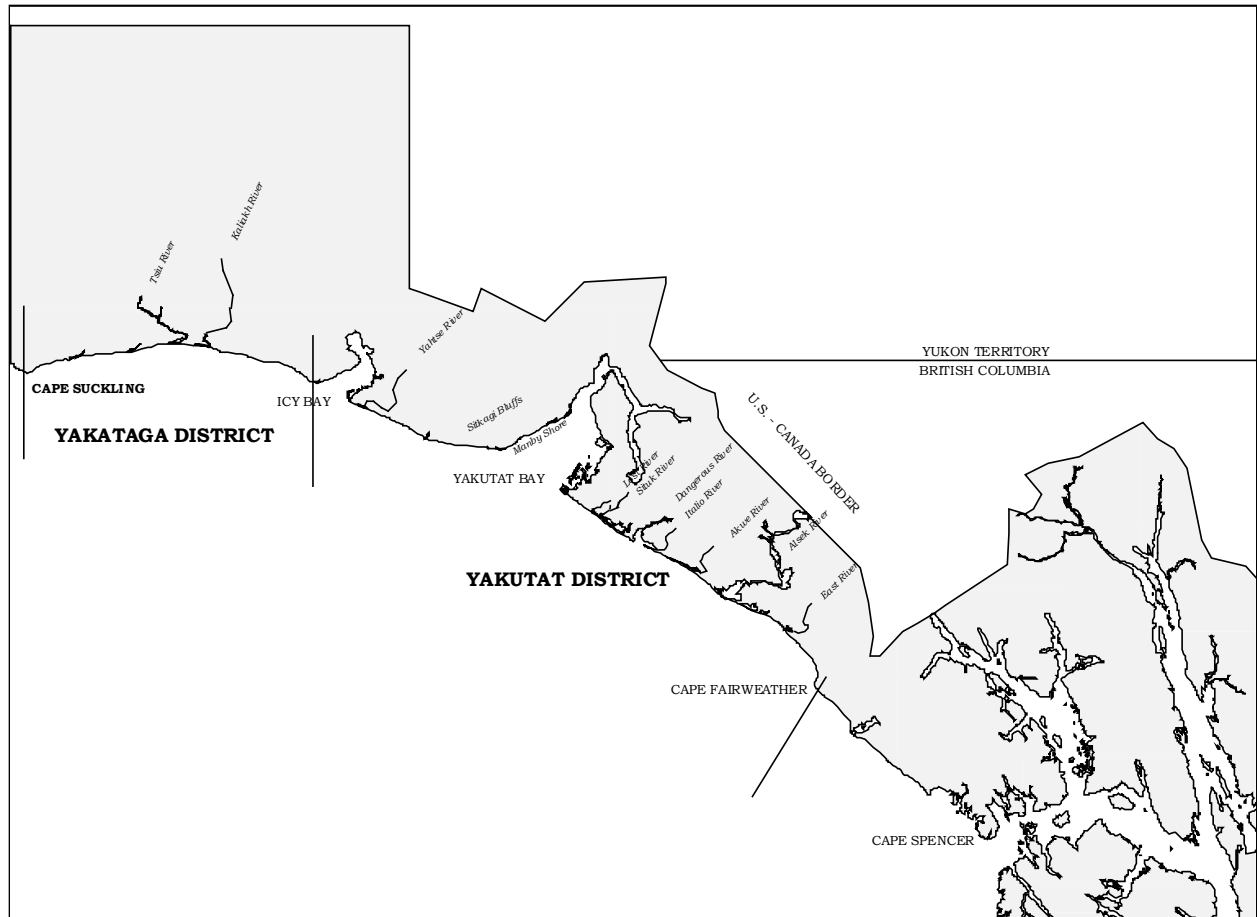 Kaliakh River
Tsiu River
Yahtse River
YUKON TERRITORY
BRITISH COLUMBIA
CAPE SUCKLING
ICY BAY
U.S. - CANADA BORDER
Sitkagi Bluffs
YAKATAGA DISTRICT
Manby Shore
YAKUTAT BAY
Lost River
Situk River
Dangerous River
Italio River
Akwe River
Alsek River
YAKUTAT DISTRICT
East River
CAPE FAIRWEATHER
CAPE SPENCER